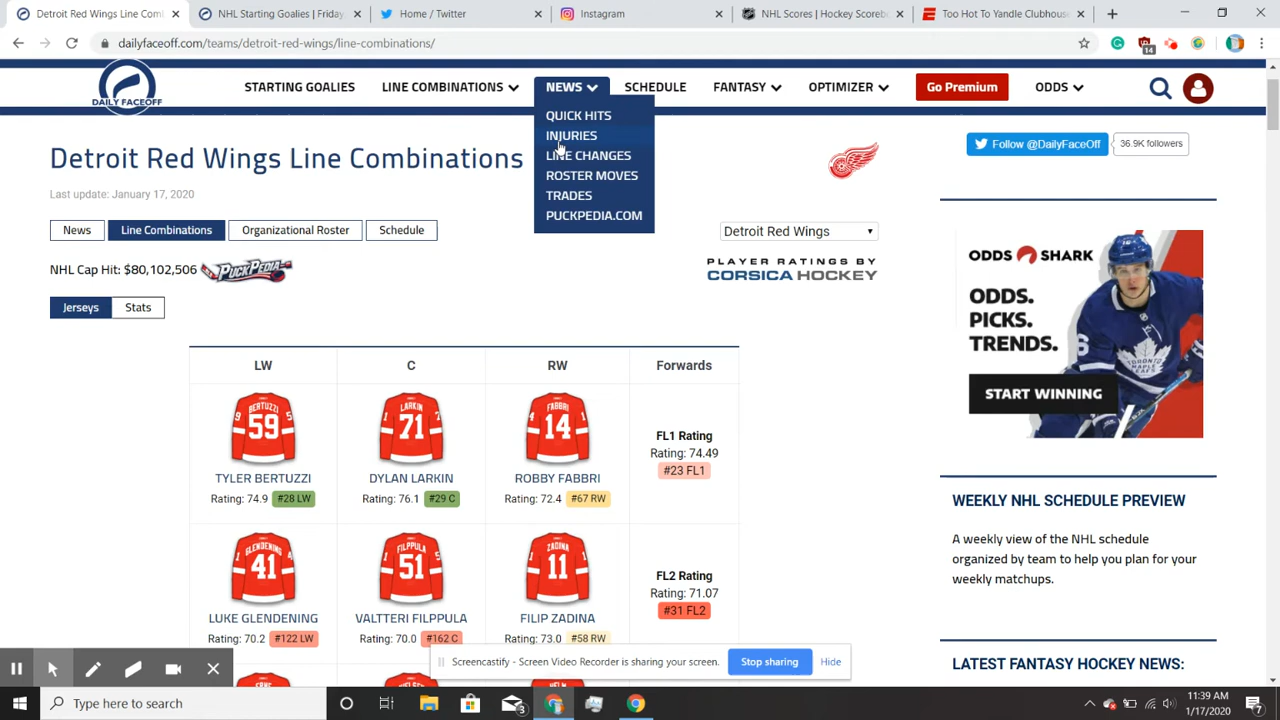 Detroit Red Wings Line Com
NHL Starting Goalies | Friday
Home / Twitter
Instagram
NHL Scores | Hockey Scoreb
Too Hot To Yandle Clubhous
dailyfaceoff.com/teams/detroit-red-wings/line-combinations/
14
DAILY FACEOFF
STARTING GOALIES
LINE COMBINATIONS
NEWS
SCHEDULE
FANTASY
OPTIMIZER
Go Premium
ODDS
QUICK HITS
INJURIES
LINE CHANGES
ROSTER MOVES
TRADES
PUCKPEDIA.COM
Detroit Red Wings Line Combinations
Last update: January 17, 2020
Follow @DailyFaceOff
36.9K followers
News
Line Combinations
Organizational Roster
Schedule
Detroit Red Wings
NHL Cap Hit: $80,102,506
PUCKPEDIA
PLAYER RATINGS BY
CORSICA HOCKEY
Jerseys
Stats
ODDS SHARK
ODDS.
PICKS.
TRENDS.
START WINNING
LW
C
RW
Forwards
BERTUZZI
59
LARKIN
71
FABBRI
14
FL1 Rating
Rating: 74.49
#23 FL1
TYLER BERTUZZI
DYLAN LARKIN
ROBBY FABBRI
Rating: 74.9 #28 LW
Rating: 76.1 #29 C
Rating: 72.4 #67 RW
GLENDENING
41
FILPPULA
51
ZADINA
11
FL2 Rating
Rating: 71.07
#31 FL2
LUKE GLENDENING
VALTTERI FILPPULA
FILIP ZADINA
Rating: 70.2 #122 LW
Rating: 70.0 #162 C
Rating: 73.0 #58 RW
WEEKLY NHL SCHEDULE PREVIEW
A weekly view of the NHL schedule
organized by team to help you plan for your
weekly matchups.
LATEST FANTASY HOCKEY NEWS:
Screencastify - Screen Video Recorder is sharing your screen.
Stop sharing
Hide
Type here to search
3
11:39 AM
1/17/2020
7